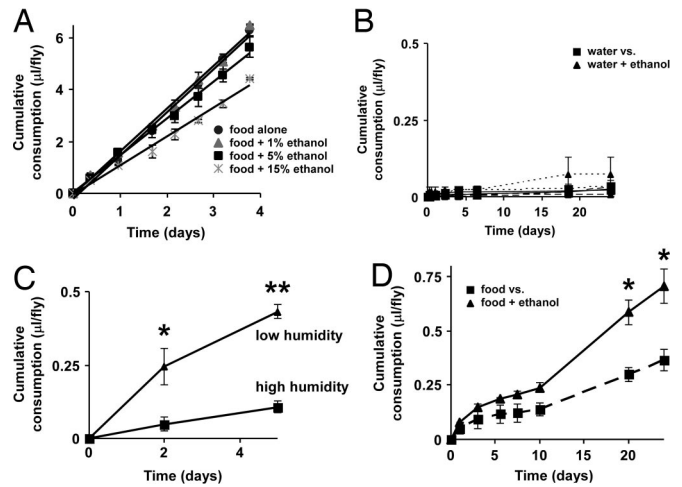 A
Cumulative
consumption (μl/fly)
6
4
2
0
0 1 2 3 4
Time (days)
food alone
food + 1% ethanol
food + 5% ethanol
food + 15% ethanol
B
Cumulative
consumption (μl/fly)
0.5
0.25
0
0 5 10 15 20
Time (days)
water vs.
water + ethanol
C
Cumulative
consumption (μl/fly)
0.5
0.25
0
0 2 4
Time (days)
*
**
low humidity
high humidity
D
Cumulative
consumption (μl/fly)
0.75
0.50
0.25
0
0 5 10 15 20
Time (days)
food vs.
food + ethanol
*
*